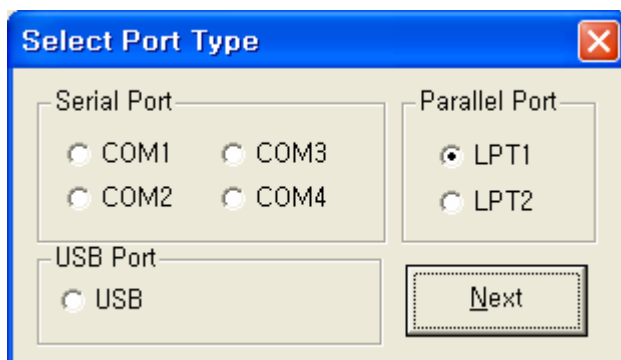 Select Port Type
Serial Port
COM1 COM3
COM2 COM4
Parallel Port
LPT1
LPT2
USB Port
USB
Next